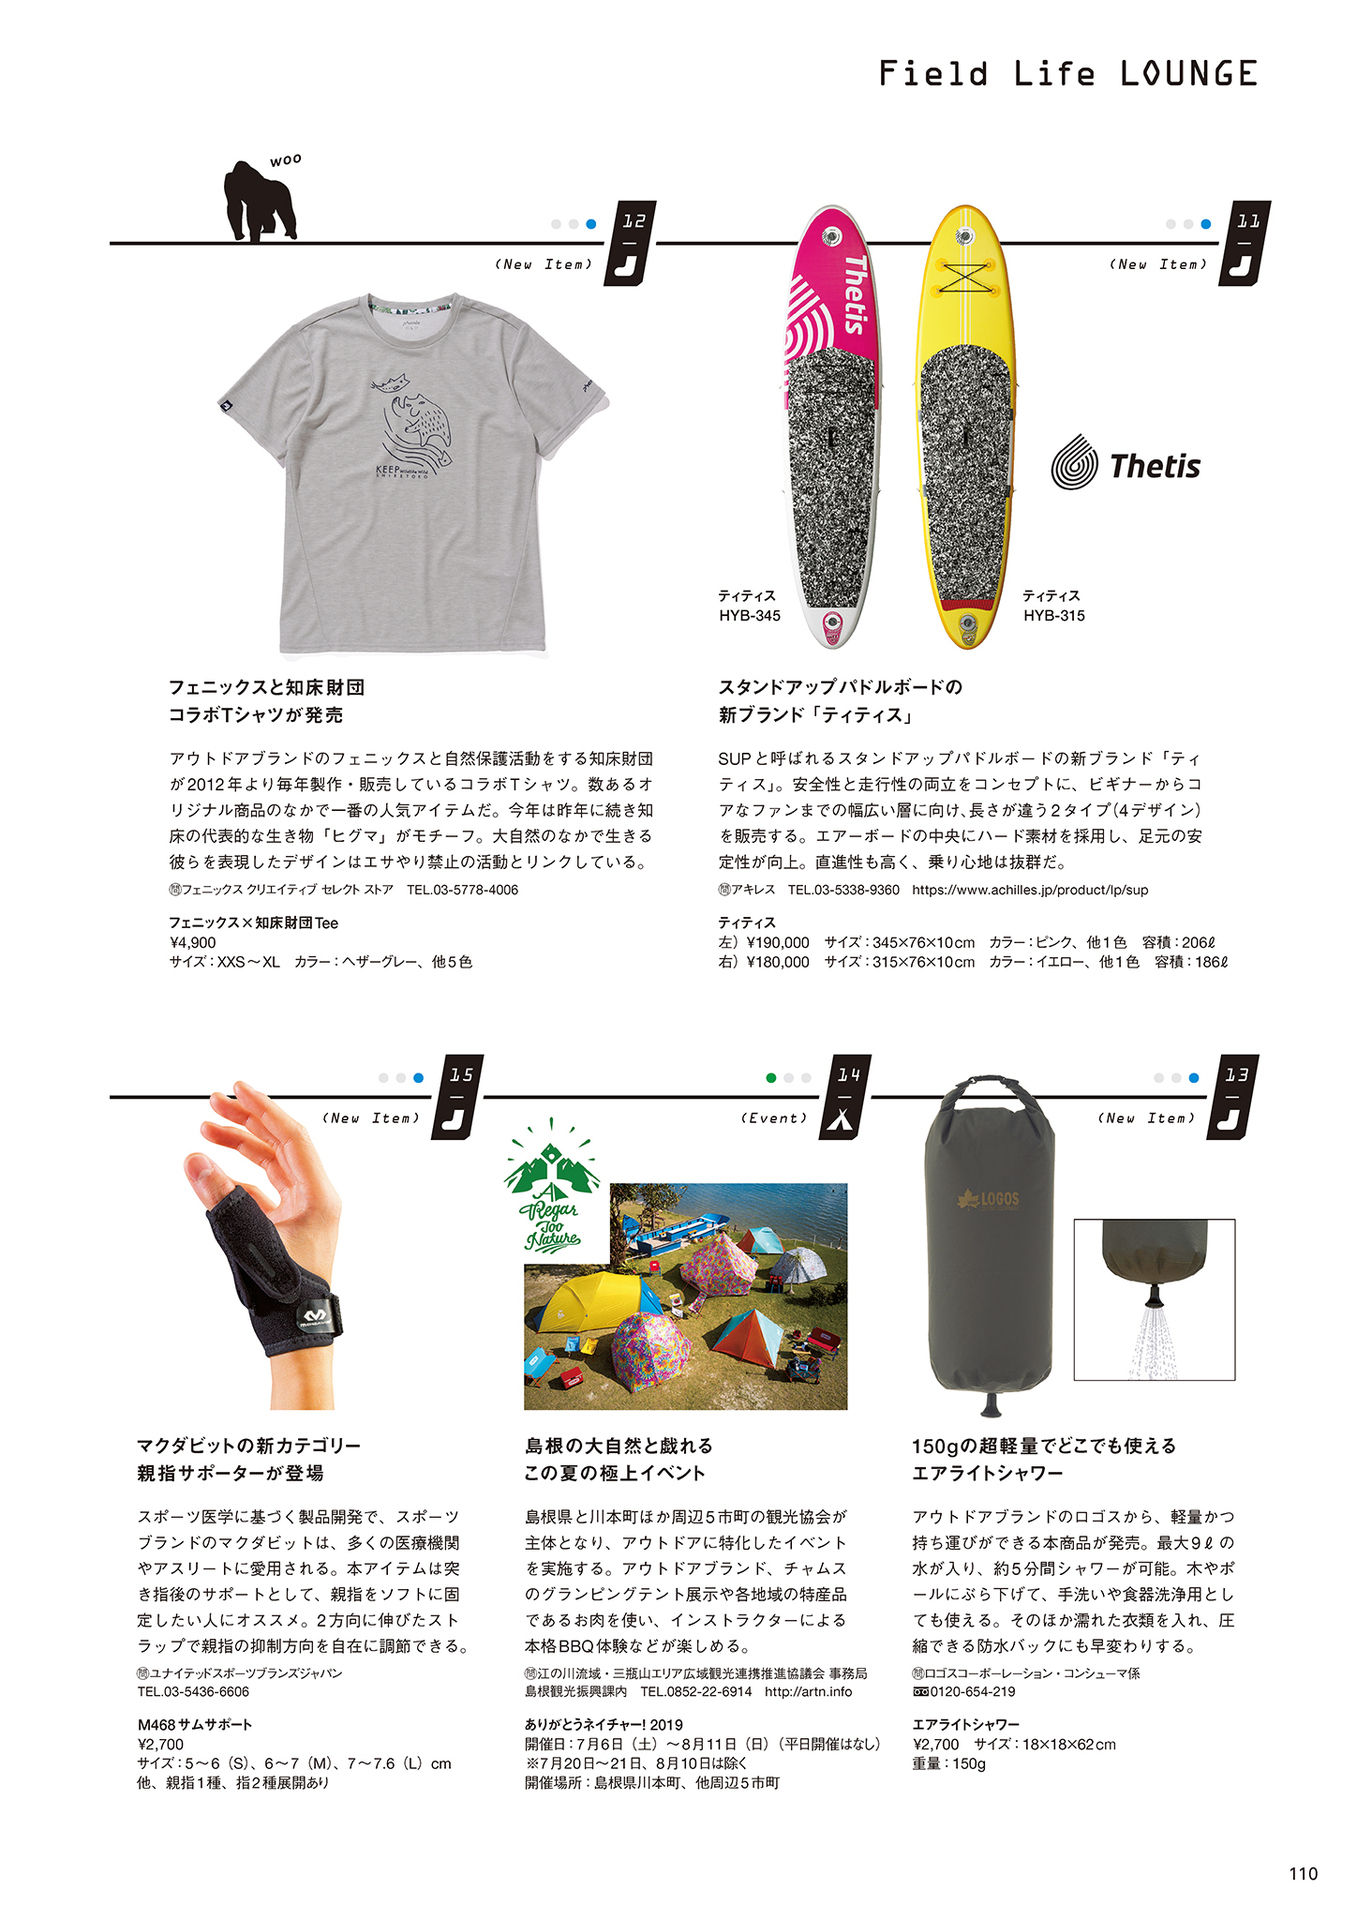 Field Life LOUNGE
woo
12
(New Item)
KEEP Wildlife Wild
SHIRETOKO
フェニックスと知床財団
コラボTシャツが発売
アウトドアブランドのフェニックスと自然保護活動をする知床財団
が2012年より毎年製作・販売しているコラボTシャツ。数あるオ
リジナル商品のなかで一番の人気アイテムだ。今年は昨年に続き知
床の代表的な生き物「ヒグマ」がモチーフ。大自然のなかで生きる
彼らを表現したデザインはエサやり禁止の活動とリンクしている。
㉄フェニックス クリエイティブ セレクト ストア TEL.03-5778-4006
フェニックス×知床財団Tee
¥4,900
サイズ：XXS〜XL カラー：ヘザーグレー、他5色
11
(New Item)
Thetis
Thetis
ティティス
HYB-345
ティティス
HYB-315
スタンドアップパドルボードの
新ブランド「ティティス」
SUPと呼ばれるスタンドアップパドルボードの新ブランド「ティ
ティス」。安全性と走行性の両立をコンセプトに、ビギナーからコ
アなファンまでの幅広い層に向け、長さが違う2タイプ（4デザイン）
を販売する。エアーボードの中央にハード素材を採用し、足元の安
定性が向上。直進性も高く、乗り心地は抜群だ。
㉄アキレス TEL.03-5338-9360 https://www.achilles.jp/product/lp/sup
ティティス
左）¥190,000 サイズ：345×76×10cm カラー：ピンク、他1色 容積：206ℓ
右）¥180,000 サイズ：315×76×10cm カラー：イエロー、他1色 容積：186ℓ
15
(New Item)
マクダビットの新カテゴリー
親指サポーターが登場
スポーツ医学に基づく製品開発で、スポーツ
ブランドのマクダビットは、多くの医療機関
やアスリートに愛用される。本アイテムは突
き指後のサポートとして、親指をソフトに固
定したい人にオススメ。2方向に伸びたスト
ラップで親指の抑制方向を自在に調節できる。
㉄ユナイテッドスポーツブランズジャパン
TEL.03-5436-6606
M468サムサポート
¥2,700
サイズ：5〜6（S）、6〜7（M）、7〜7.6（L）cm
他、親指1種、指2種展開あり
14
(Event)
Aregar
Too
Nature
島根の大自然と戯れる
この夏の極上イベント
島根県と川本町ほか周辺5市町の観光協会が
主体となり、アウトドアに特化したイベント
を実施する。アウトドアブランド、チャムス
のグランピングテント展示や各地域の特産品
であるお肉を使い、インストラクターによる
本格BBQ体験などが楽しめる。
㉄江の川流域・三瓶山エリア広域観光連携推進協議会 事務局
島根観光振興課内 TEL.0852-22-6914 http://artn.info
ありがとうネイチャー! 2019
開催日：7月6日（土）〜8月11日（日）（平日開催はなし）
※7月20日〜21日、8月10日は除く
開催場所：島根県川本町、他周辺5市町
13
(New Item)
LOGOS
150gの超軽量でどこでも使える
エアライトシャワー
アウトドアブランドのロゴスから、軽量かつ
持ち運びができる本商品が発売。最大9ℓの
水が入り、約5分間シャワーが可能。木やポ
ールにぶら下げて、手洗いや食器洗浄用とし
ても使える。そのほか濡れた衣類を入れ、圧
縮できる防水バックにも早変わりする。
㉄ロゴスコーポーレーション・コンシューマ係
0120-654-219
エアライトシャワー
¥2,700 サイズ：18×18×62cm
重量：150g
110